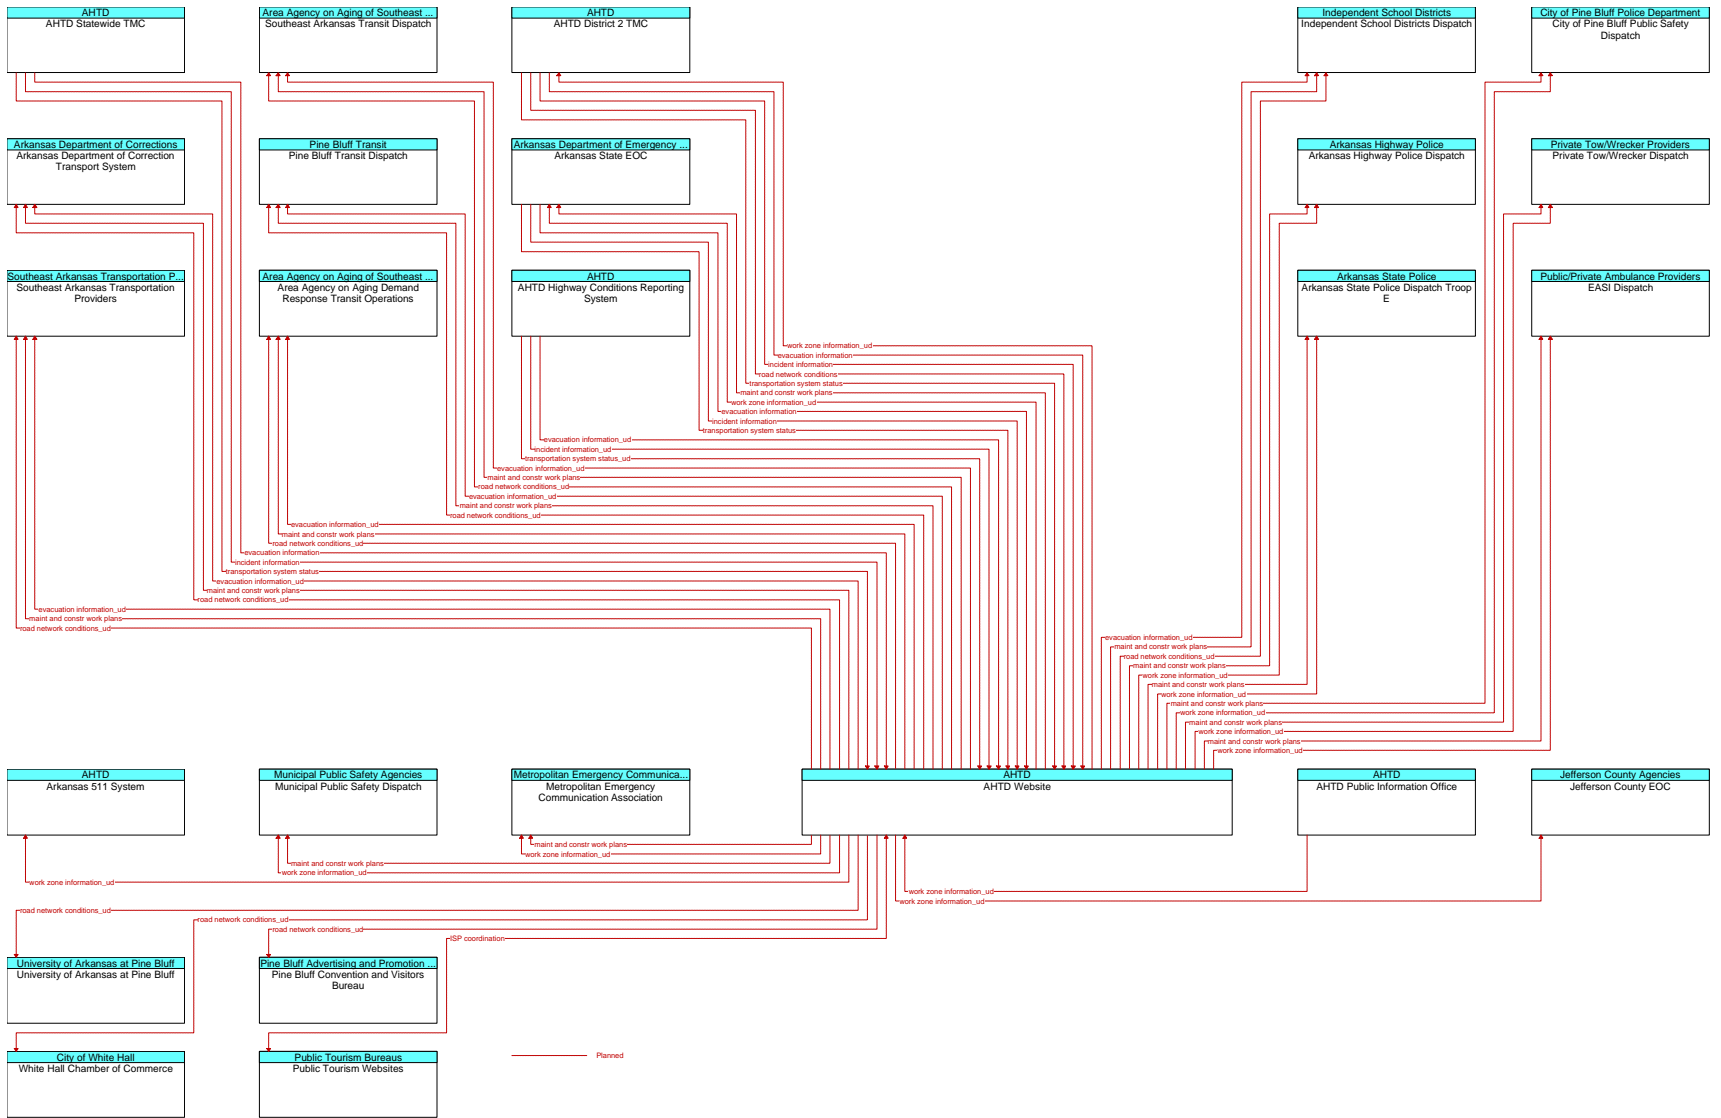 AHTD
AHTD Statewide TMC
Area Agency on Aging of Southeast ...
Southeast Arkansas Transit Dispatch
AHTD
AHTD District 2 TMC
Independent School Districts
Independent School Districts Dispatch
City of Pine Bluff Police Department
City of Pine Bluff Public Safety
Dispatch
Arkansas Department of Corrections
Arkansas Department of Correction
Transport System
Pine Bluff Transit
Pine Bluff Transit Dispatch
Arkansas Department of Emergency ...
Arkansas State EOC
Arkansas Highway Police
Arkansas Highway Police Dispatch
Private Tow/Wrecker Providers
Private Tow/Wrecker Dispatch
Southeast Arkansas Transportation P...
Southeast Arkansas Transportation
Providers
Area Agency on Aging of Southeast ...
Area Agency on Aging Demand
Response Transit Operations
AHTD
AHTD Highway Conditions Reporting
System
Arkansas State Police
Arkansas State Police Dispatch Troop
E
Public/Private Ambulance Providers
EASI Dispatch
work zone information_ud
evacuation information
incident information
road network conditions
transportation system status
maint and constr work plans
work zone information_ud
evacuation information
incident information
transportation system status
evacuation information_ud
incident information_ud
transportation system status_ud
evacuation information_ud
maint and constr work plans
road network conditions_ud
evacuation information_ud
maint and constr work plans
road network conditions_ud
evacuation information_ud
maint and constr work plans
road network conditions_ud
evacuation information
incident information
transportation system status
evacuation information_ud
maint and constr work plans
road network conditions_ud
evacuation information_ud
maint and constr work plans
road network conditions_ud
evacuation information_ud
maint and constr work plans
road network conditions_ud
maint and constr work plans
work zone information_ud
maint and constr work plans
work zone information_ud
maint and constr work plans
work zone information_ud
maint and constr work plans
work zone information_ud
maint and constr work plans
work zone information_ud
AHTD
Arkansas 511 System
Municipal Public Safety Agencies
Municipal Public Safety Dispatch
Metropolitan Emergency Communica...
Metropolitan Emergency
Communication Association
AHTD
AHTD Website
AHTD
AHTD Public Information Office
Jefferson County Agencies
Jefferson County EOC
maint and constr work plans
work zone information_ud
maint and constr work plans
work zone information_ud
work zone information_ud
work zone information_ud
work zone information_ud
road network conditions_ud
road network conditions_ud
road network conditions_ud
ISP coordination
University of Arkansas at Pine Bluff
University of Arkansas at Pine Bluff
Pine Bluff Advertising and Promotion ...
Pine Bluff Convention and Visitors
Bureau
City of White Hall
White Hall Chamber of Commerce
Public Tourism Bureaus
Public Tourism Websites
Planned